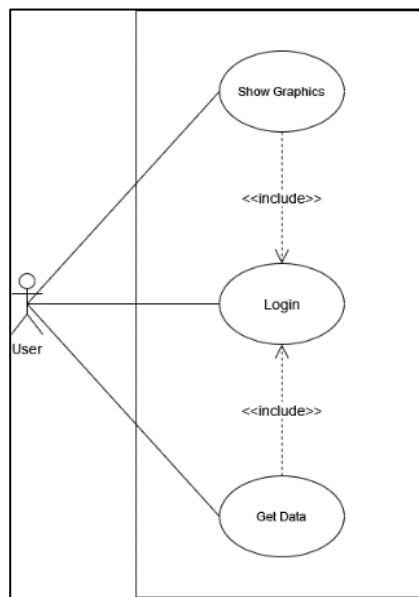 Show Graphics
<<include>>
Login
User
<<include>>
Get Data